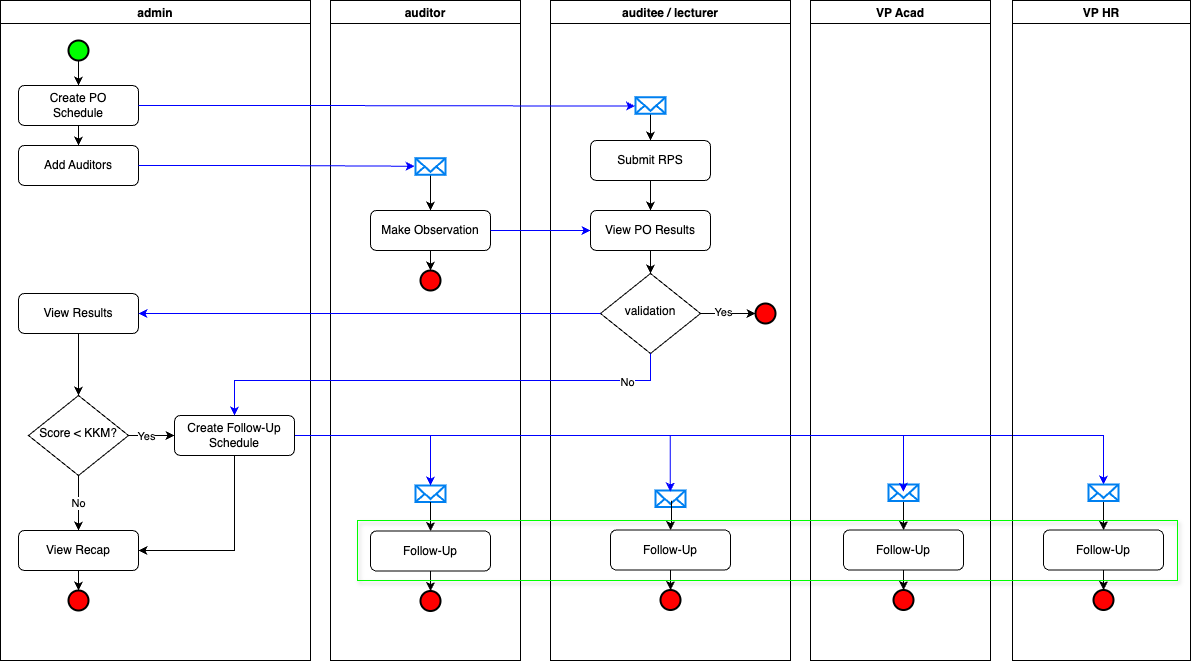 admin
auditor
auditee / lecturer
VP Acad
VP HR
Create PO
Schedule
Add Auditors
Submit RPS
Make Observation
View PO Results
View Results
validation
Yes
No
Score < KKM?
Yes
Create Follow-Up
Schedule
No
View Recap
Follow-Up
Follow-Up
Follow-Up
Follow-Up